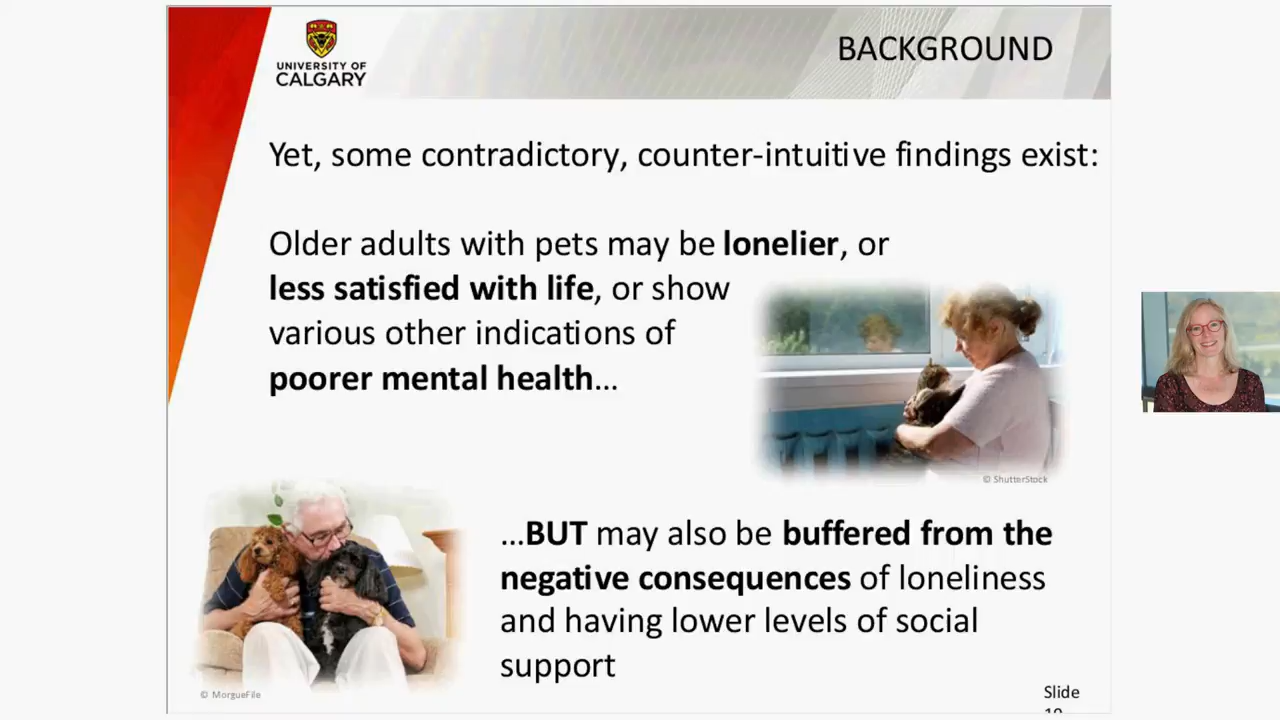 UNIVERSITY OF
CALGARY
BACKGROUND
Yet, some contradictory, counter-intuitive findings exist:
Older adults with pets may be lonelier, or
less satisfied with life, or show
various other indications of
poorer mental health…
© ShutterStock
…BUT may also be buffered from the
negative consequences of loneliness
and having lower levels of social
support
© MorgueFile
Slide